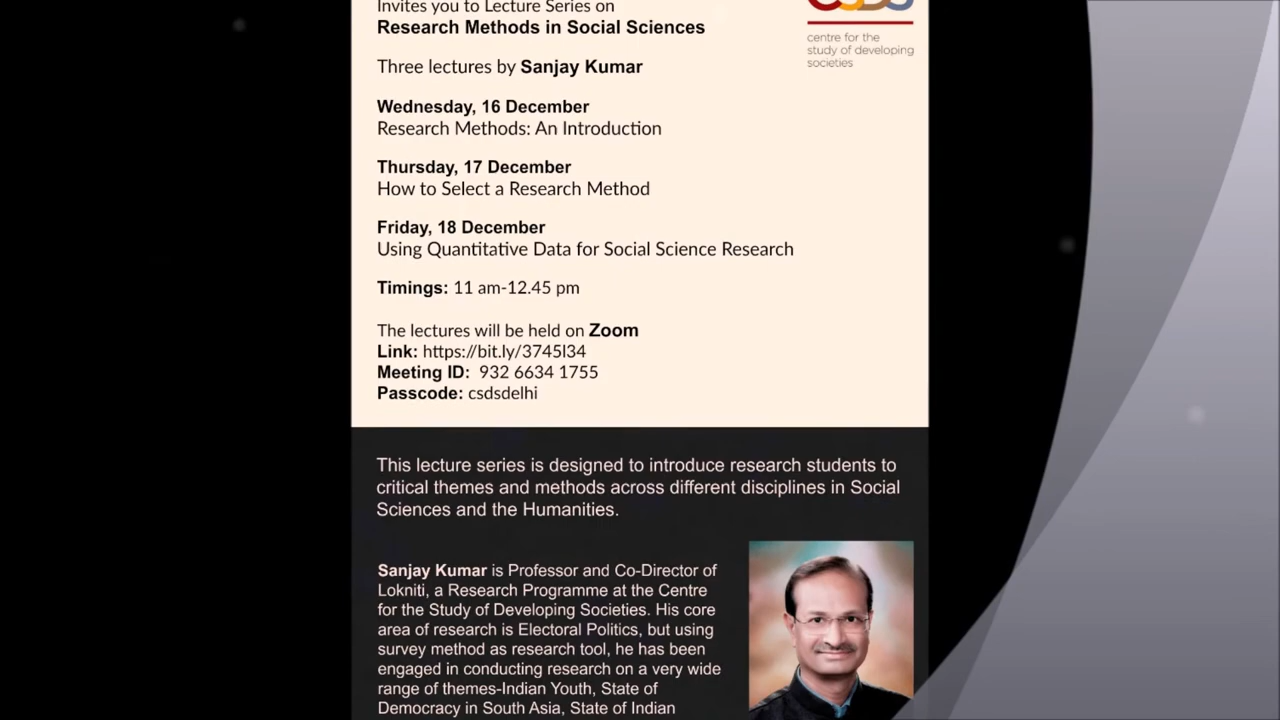 Invites you to Lecture Series on
Research Methods in Social Sciences
CSDS
centre for the
study of developing
societies
Three lectures by Sanjay Kumar
Wednesday, 16 December
Research Methods: An Introduction
Thursday, 17 December
How to Select a Research Method
Friday, 18 December
Using Quantitative Data for Social Science Research
Timings: 11 am-12.45 pm
The lectures will be held on Zoom
Link: https://bit.ly/3745l34
Meeting ID: 932 6634 1755
Passcode: csdsdelhi
This lecture series is designed to introduce research students to
critical themes and methods across different disciplines in Social
Sciences and the Humanities.
Sanjay Kumar is Professor and Co-Director of
Lokniti, a Research Programme at the Centre
for the Study of Developing Societies. His core
area of research is Electoral Politics, but using
survey method as research tool, he has been
engaged in conducting research on a very wide
range of themes-Indian Youth, State of
Democracy in South Asia, State of Indian